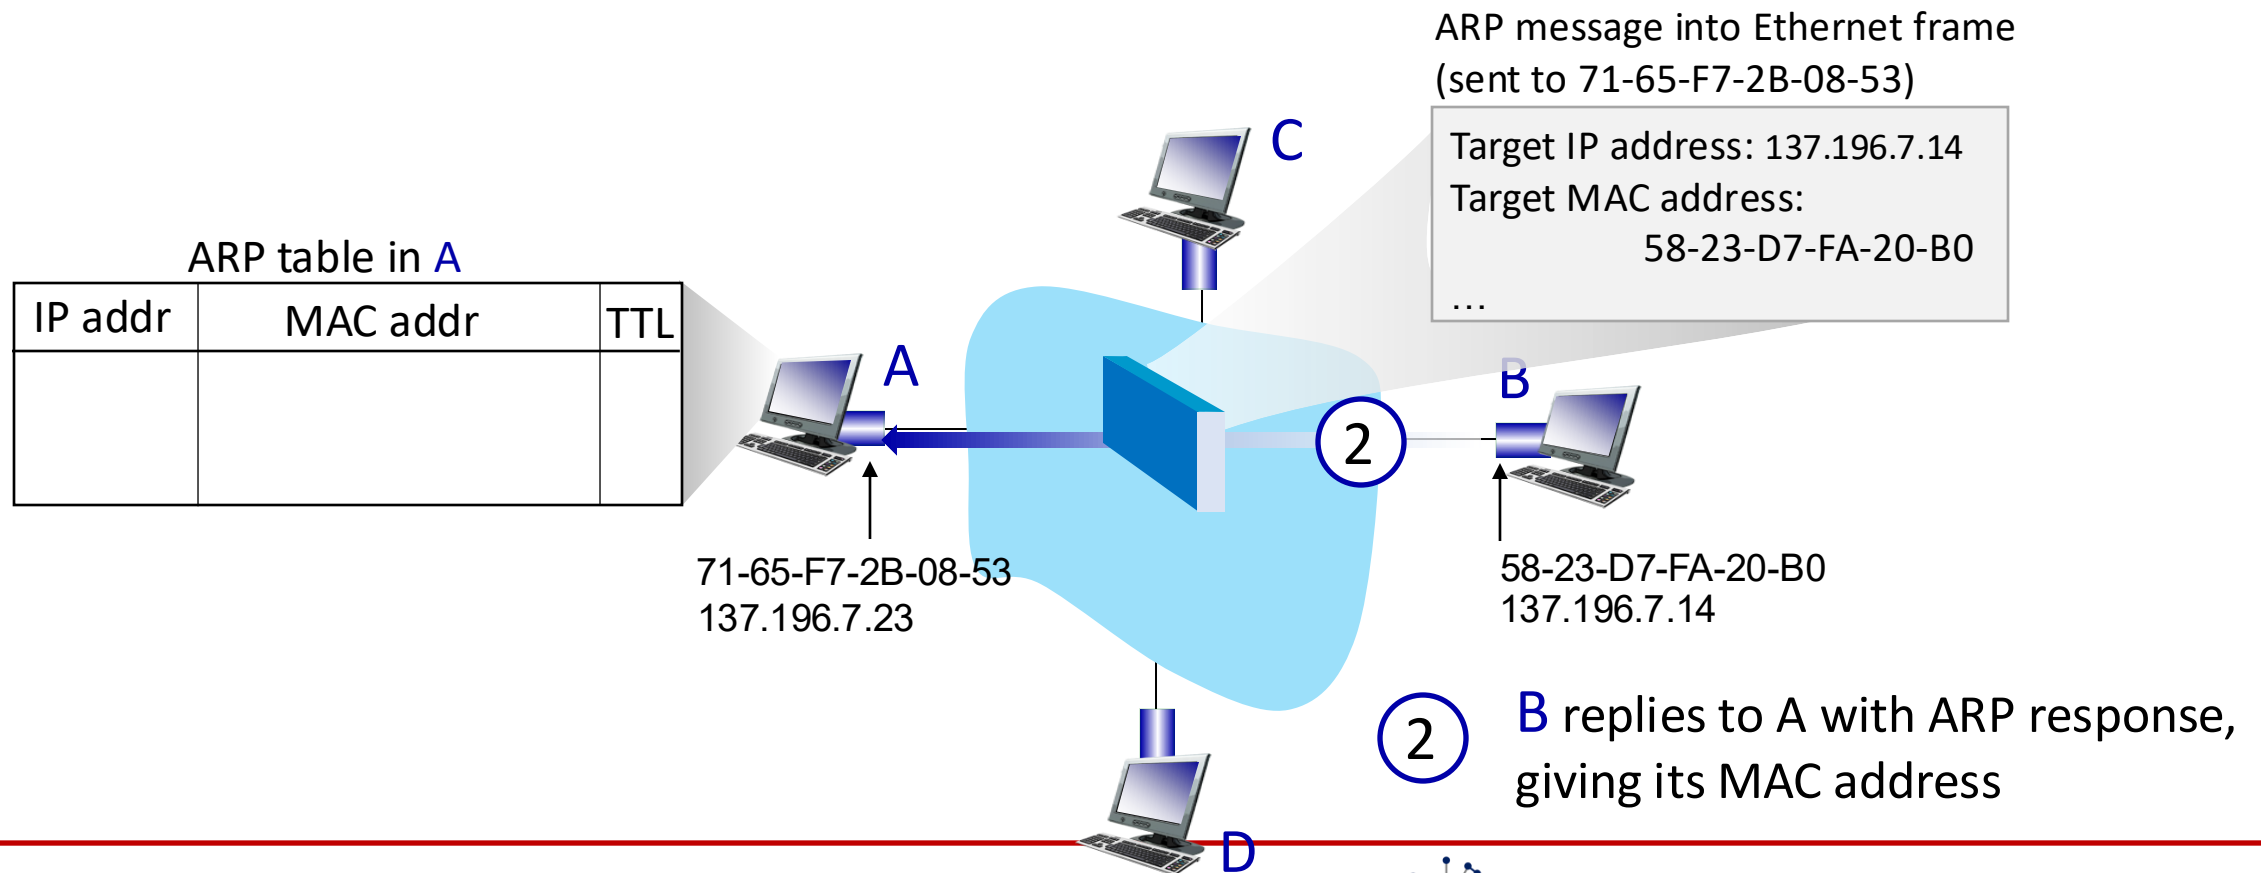 ARP message into Ethernet frame
(sent to 71-65-F7-2B-08-53)
Target IP address: 137.196.7.14
Target MAC address:
58-23-D7-FA-20-B0
...
C
ARP table in A
IP addr MAC addr TTL
A
B
2
71-65-F7-2B-08-53
137.196.7.23
58-23-D7-FA-20-B0
137.196.7.14
2 B replies to A with ARP response,
giving its MAC address
D